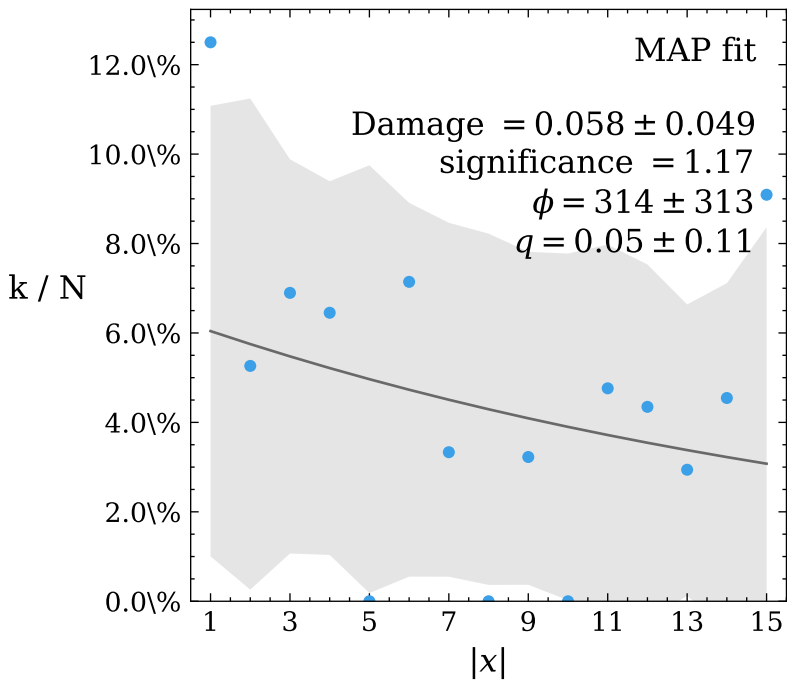 MAP fit
Damage = 0.058 ± 0.049
significance = 1.17
ϕ = 314 ± 313
q = 0.05 ± 0.11
12.0\%
10.0\%
8.0\%
6.0\%
4.0\%
2.0\%
0.0\%
k / N
1 3 5 7 9 11 13 15
|x|